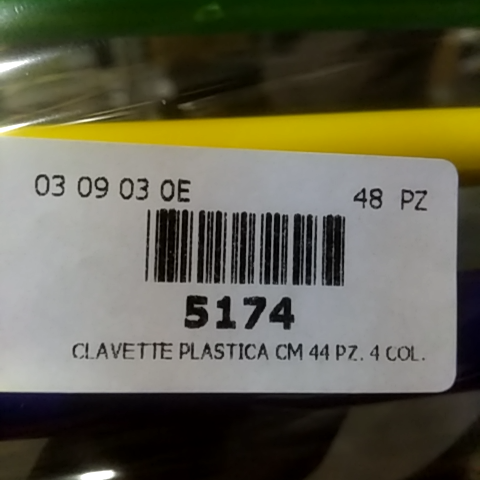 03 09 03 0E 48 PZ
5174
CLAVETTE PLASTICA CM 44 PZ. 4 COL.